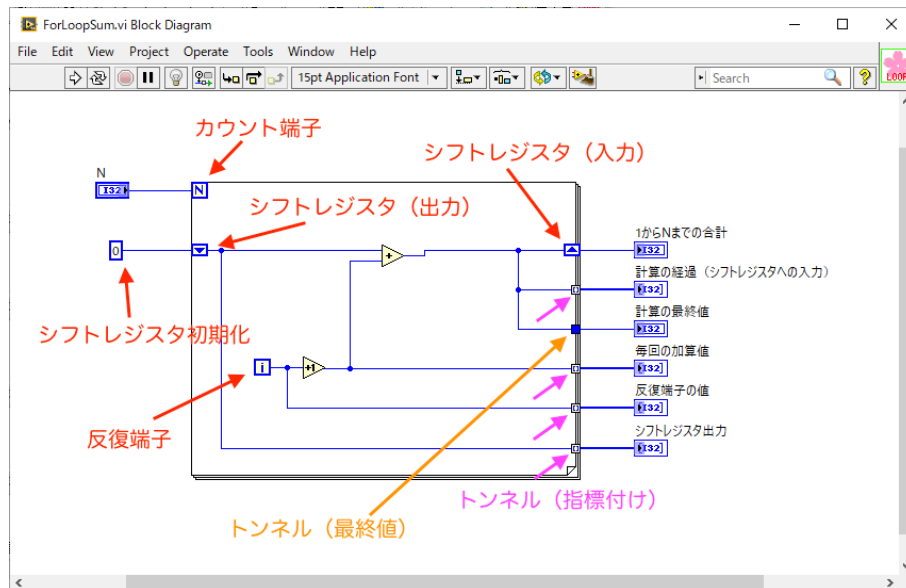 ForLoopSum.vi Block Diagram
File Edit View Project Operate Tools Window Help
15pt Application Font
Search
?
LOOP
カウント端子
シフトレジスタ（入力）
N
I32
N
シフトレジスタ（出力）
0
+
1からNまでの合計
I32
計算の経過（シフトレジスタへの入力）
I32
シフトレジスタ初期化
計算の最終値
I32
毎回の加算値
i
+1
I32
反復端子の値
I32
反復端子
シフトレジスタ出力
I32
トンネル（指標付け）
トンネル（最終値）